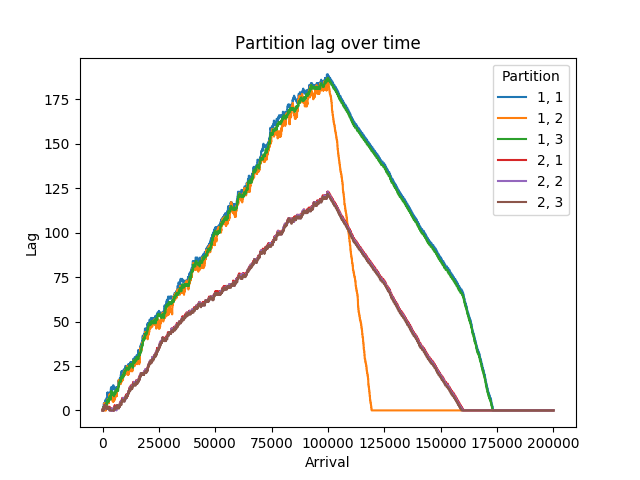 Partition lag over time
Lag
175
150
125
100
75
50
25
0
Partition
1, 1
1, 2
1, 3
2, 1
2, 2
2, 3
0 25000 50000 75000 100000 125000 150000 175000 200000
Arrival